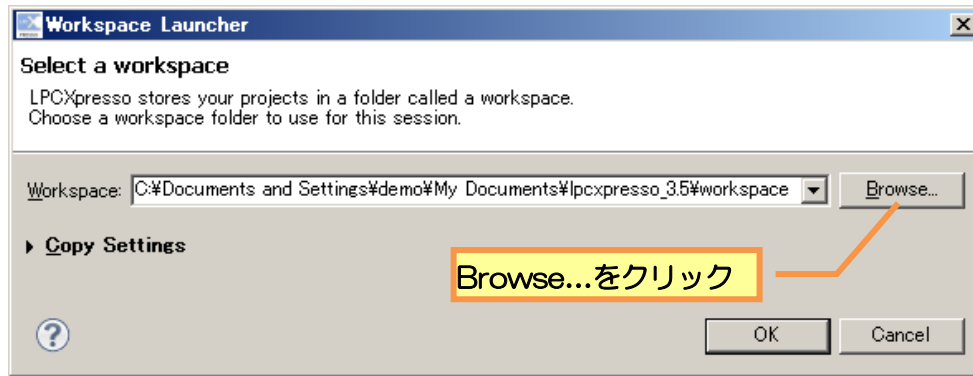 Workspace Launcher
Select a workspace
LPCXpresso stores your projects in a folder called a workspace.
Choose a workspace folder to use for this session.
Workspace: C:¥Documents and Settings¥demo¥My Documents¥lpcxpresso_3.5¥workspace Browse...
Copy Settings
Browse...をクリック
OK Cancel